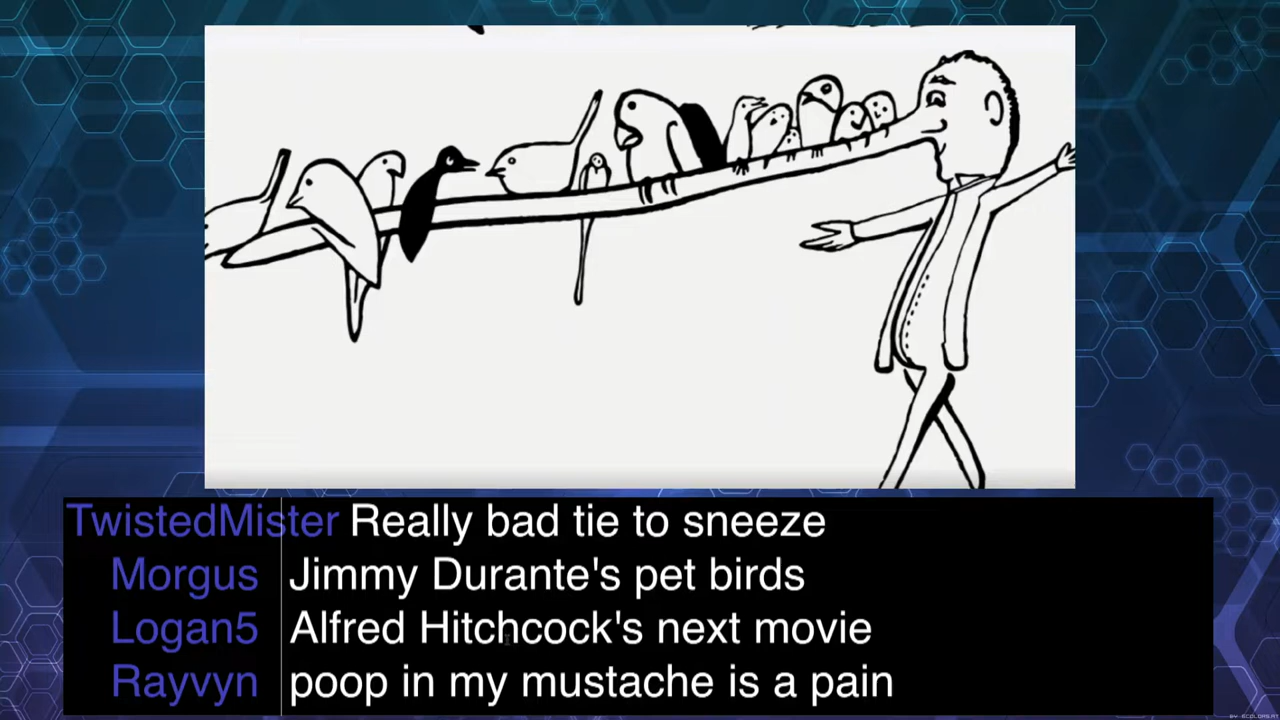 TwistedMister Really bad tie to sneeze
Morgus Jimmy Durante's pet birds
Logan5 Alfred Hitchcock's next movie
Rayvyn poop in my mustache is a pain